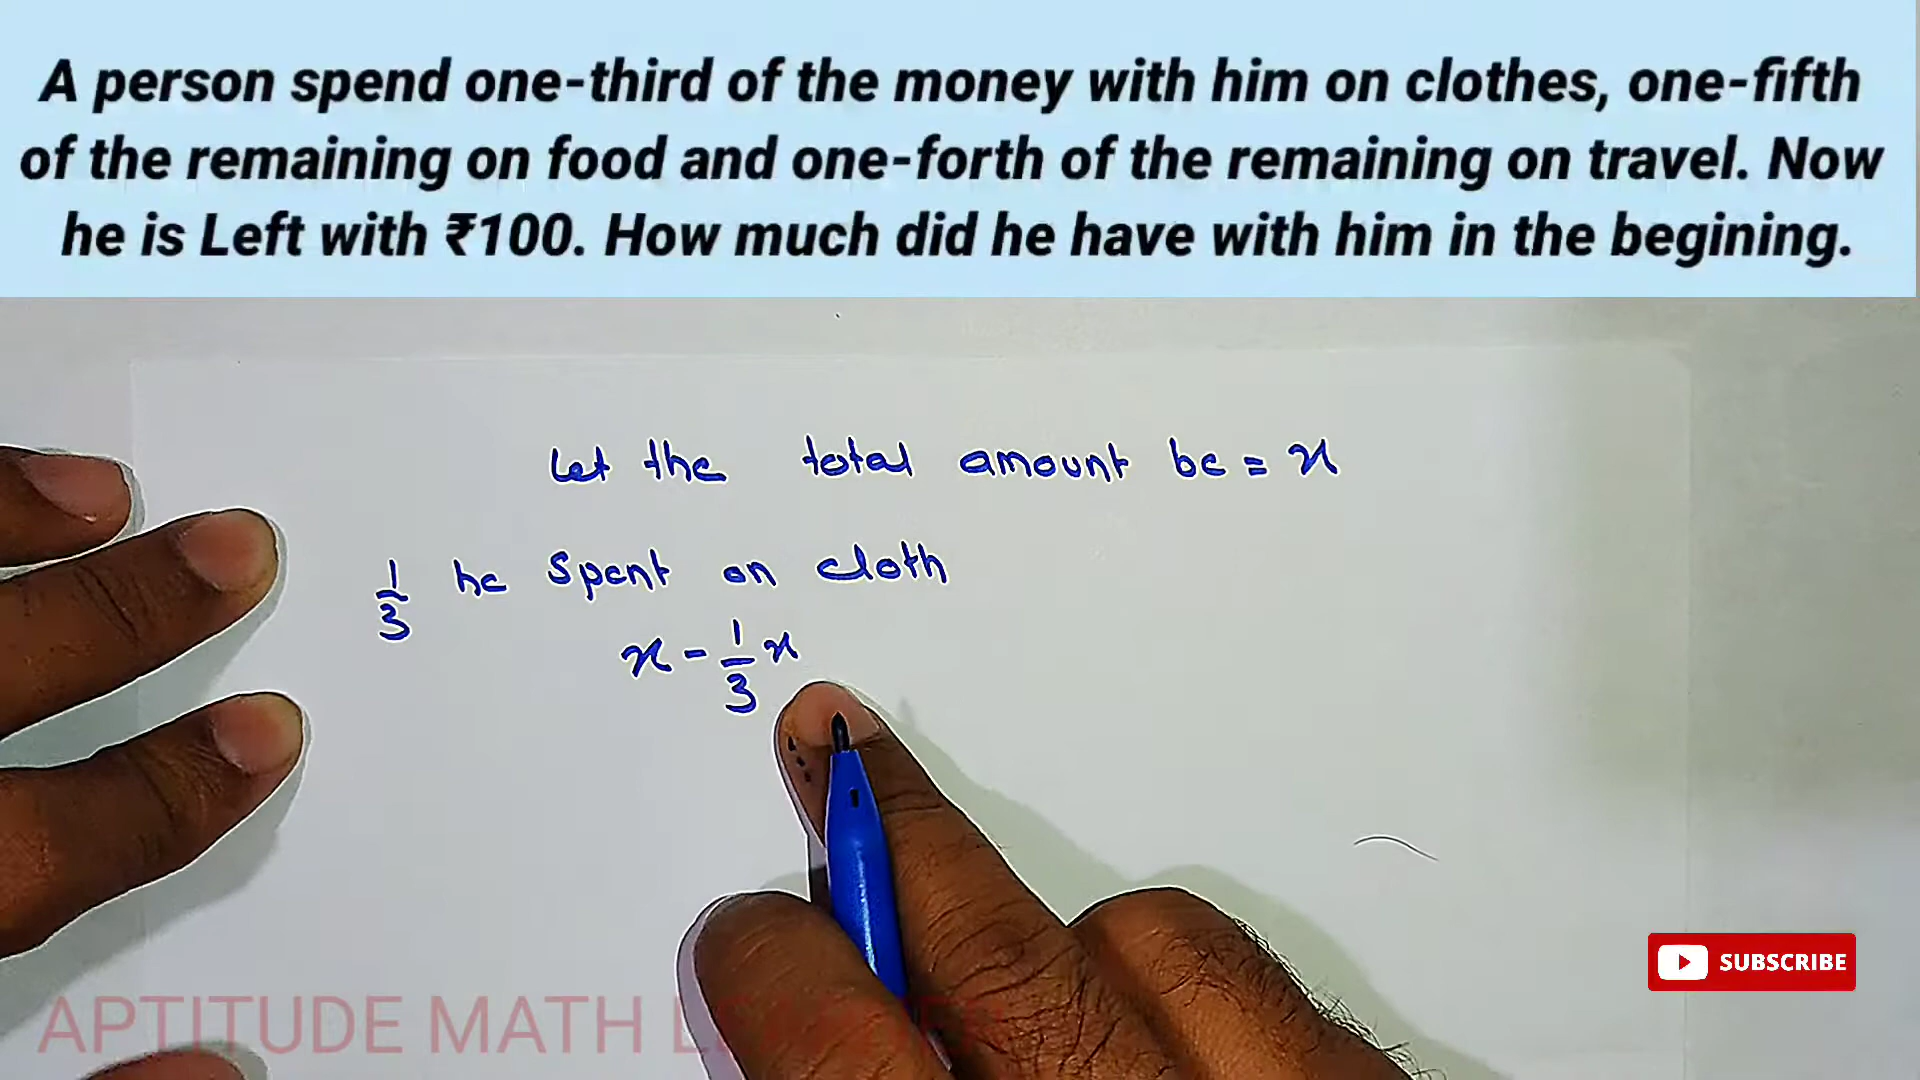 A person spend one-third of the money with him on clothes, one-fifth
of the remaining on food and one-forth of the remaining on travel. Now
he is Left with ₹100. How much did he have with him in the begining.
Let the total amount be = x
1/3 he spent on cloth
x - 1/3 x
SUBSCRIBE
APTITUDE MATH LEARNER